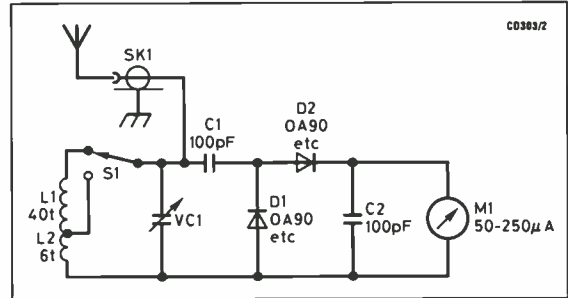 CD303/2
SK1
C1
100pF
D2
OA90
etc
S1
L1
40t
L2
6t
VC1
D1
OA90
etc
C2
100pF
M1
50-250µA